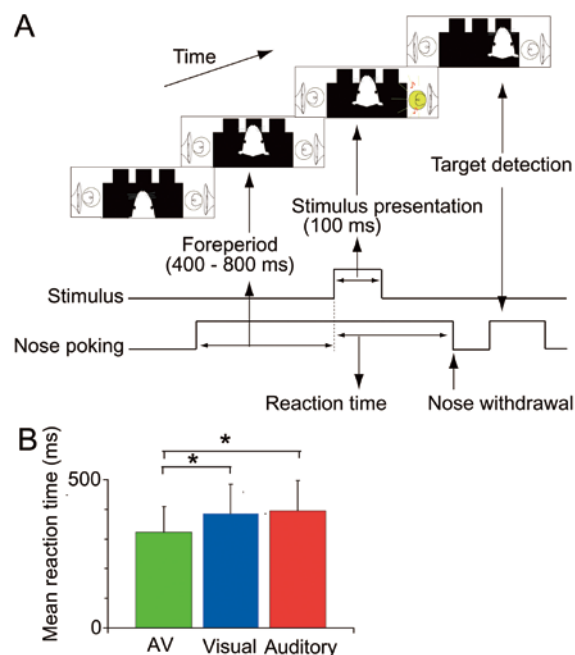 A
Time
Target detection
Stimulus presentation
(100 ms)
Foreperiod
(400 - 800 ms)
Stimulus
Nose poking
Reaction time
Nose withdrawal
B
Mean reaction time (ms)
500
0
*
*
AV
Visual
Auditory